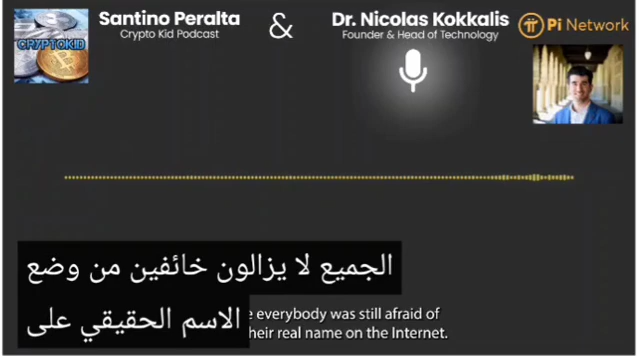 Santino Peralta
Crypto Kid Podcast
&
Dr. Nicolas Kokkalis
Founder & Head of Technology
Pi Network
CRYPTOKID
الجميع لا يزالون خائفين من وضع
الاسم الحقيقي على
everybody was still afraid of
real name on the Internet.